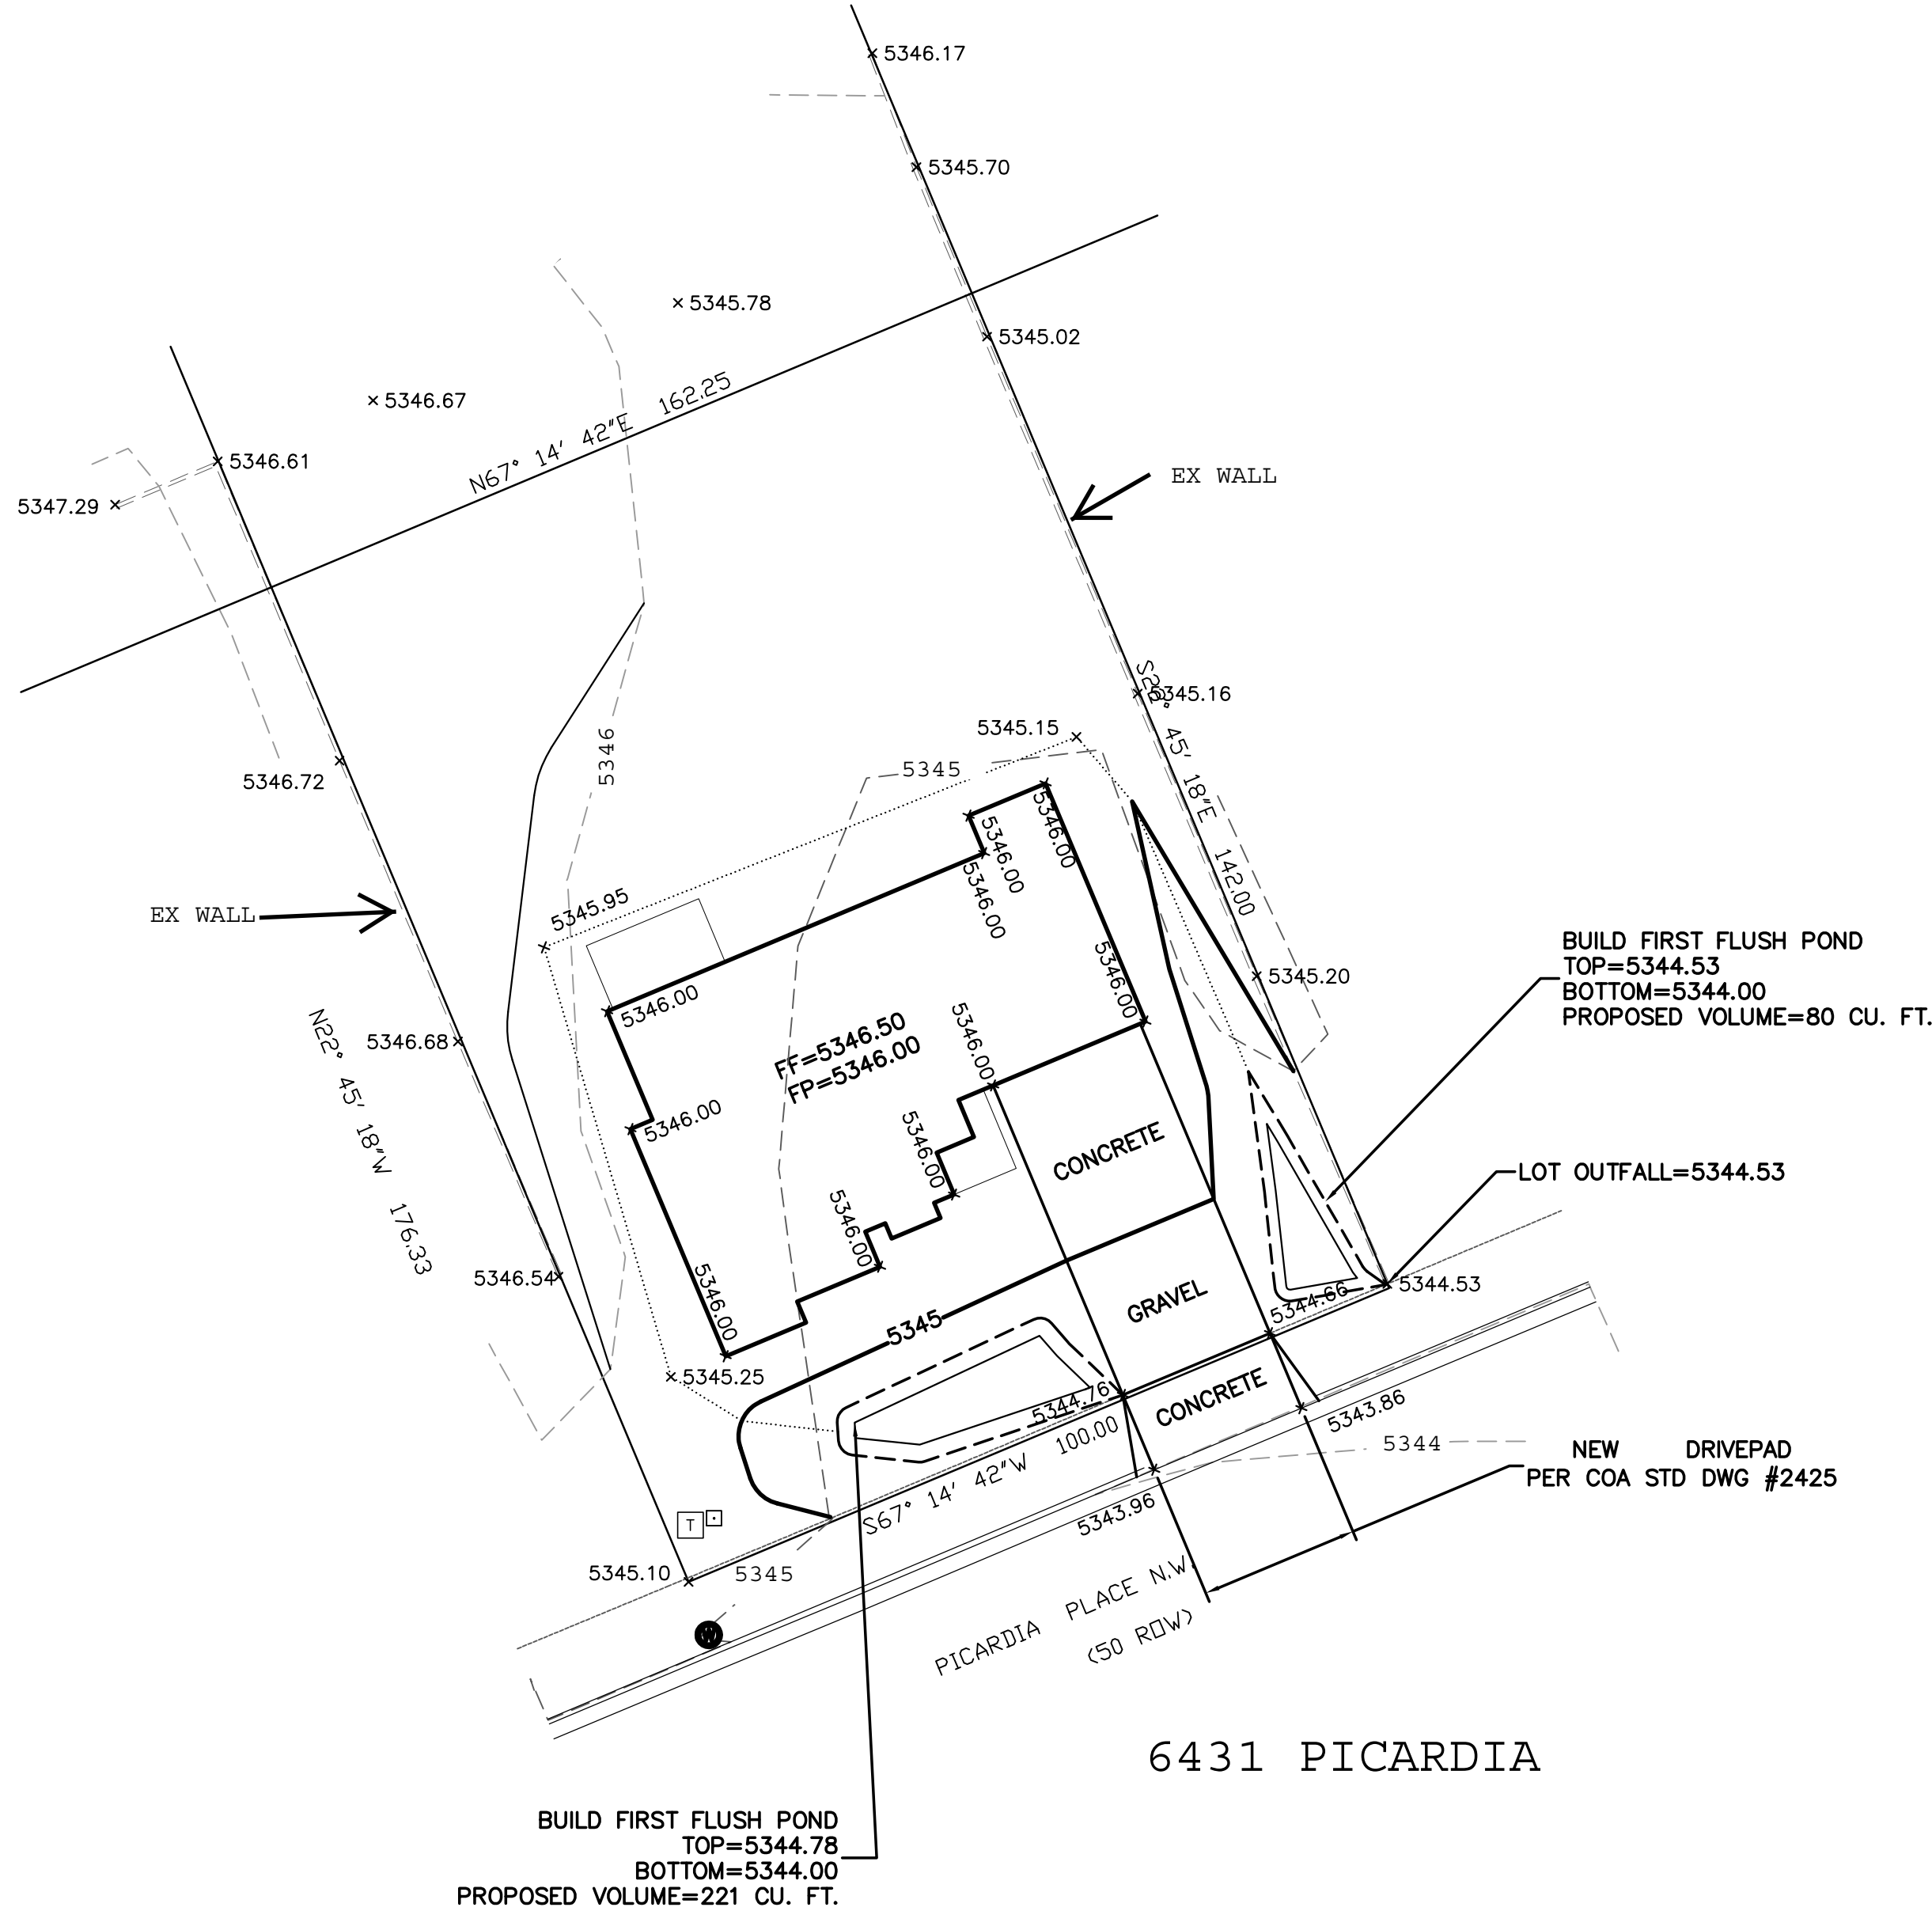 5346.17
5345.70
5345.78
5345.02
5346.67
N67° 14' 42"E 162.25
5346.61
5347.29
EX WALL
5345.16
S22° 45' 18"E 142.00
5345.15
5346
5346.72
5345
5346.00
5346.00
5346.00
5345.95
EX WALL
5345.20
BUILD FIRST FLUSH POND
TOP=5344.53
BOTTOM=5344.00
PROPOSED VOLUME=80 CU. FT.
5346.00
5346.00
5346.00
FF=5346.50
FP=5346.00
5346.68
N22° 45' 18"W 176.33
5346.00
5346.00
CONCRETE
LOT OUTFALL=5344.53
5346.00
5346.54
5346.00
GRAVEL
5344.53
5344.66
5345
5345.25
5344.76
CONCRETE
5343.86
100.00
S67° 14' 42"W
5344
NEW DRIVEPAD
PER COA STD DWG #2425
5343.96
T
5345.10
5345
W
PICARDIA PLACE N.W.
(50 ROW)
6431 PICARDIA
BUILD FIRST FLUSH POND
TOP=5344.78
BOTTOM=5344.00
PROPOSED VOLUME=221 CU. FT.